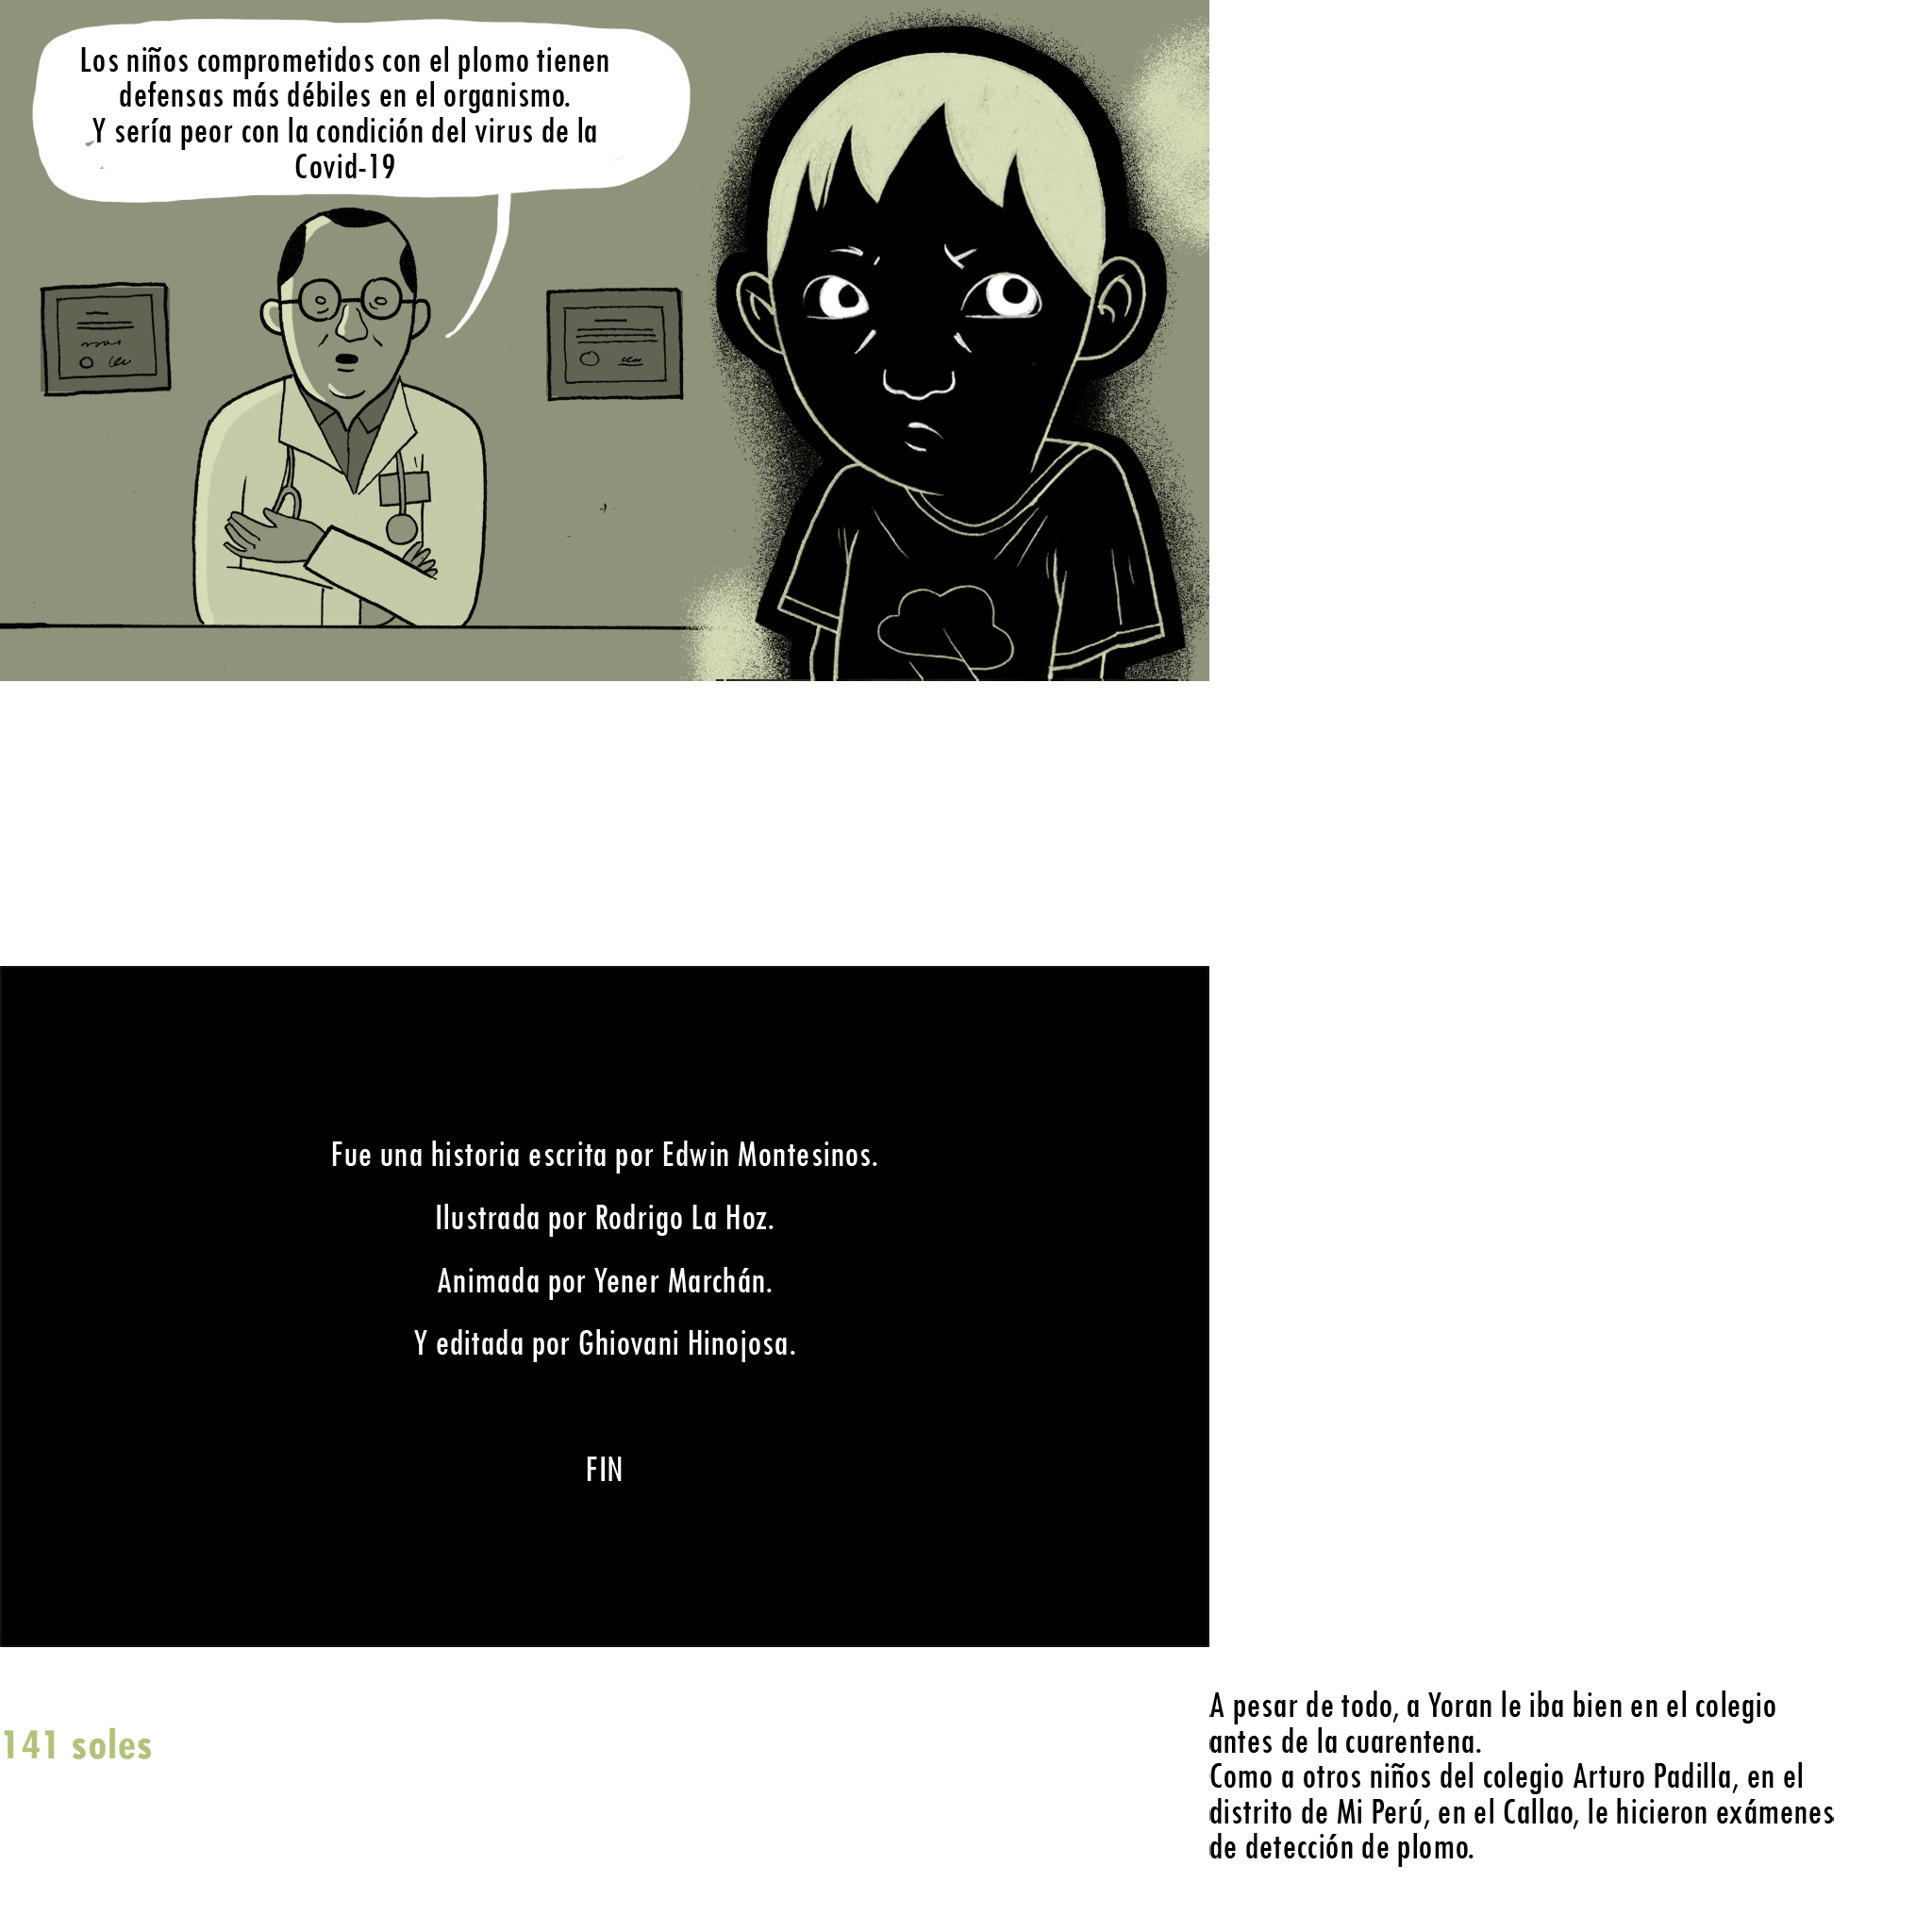 Los niños comprometidos con el plomo tienen
defensas más débiles en el organismo.
Y sería peor con la condición del virus de la
Covid-19
Fue una historia escrita por Edwin Montesinos.
Ilustrada por Rodrigo La Hoz.
Animada por Yener Marchán.
Y editada por Ghiovani Hinojosa.
FIN
141 soles
A pesar de todo, a Yoran le iba bien en el colegio
antes de la cuarentena.
Como a otros niños del colegio Arturo Padilla, en el
distrito de Mi Perú, en el Callao, le hicieron exámenes
de detección de plomo.